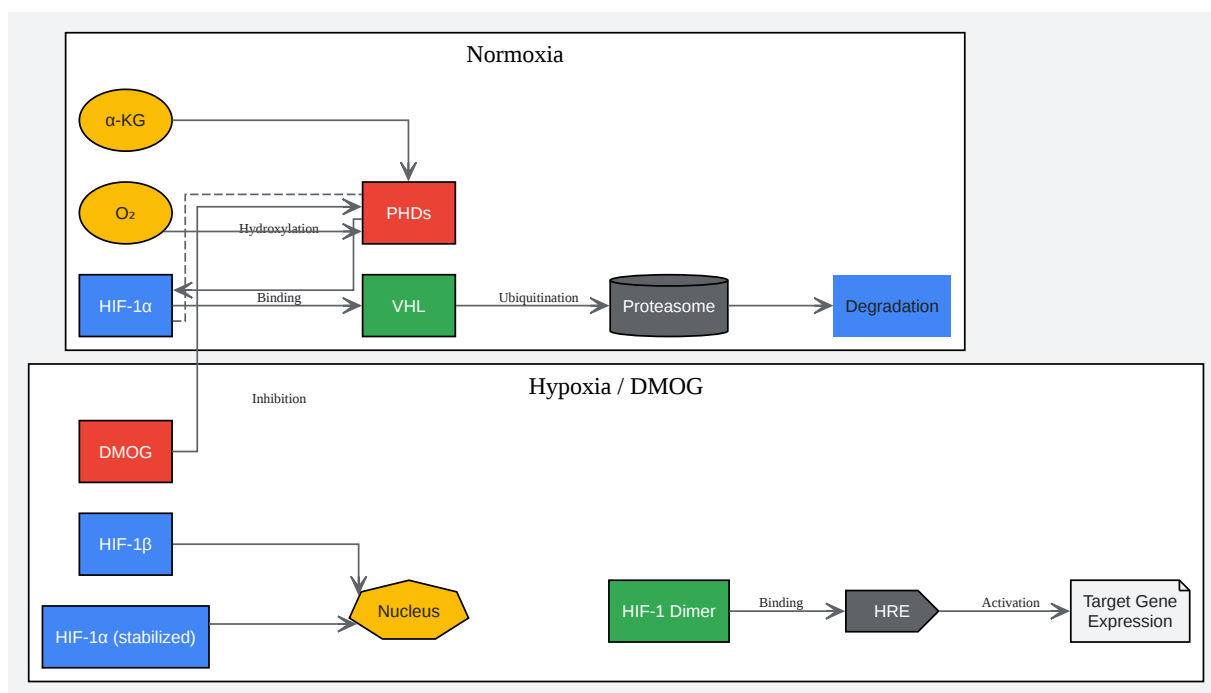 Normoxia
α-KG
O₂
PHDs
Hydroxylation
HIF-1α
Binding
VHL
Ubiquitination
Proteasome
Degradation
Hypoxia / DMOG
Inhibition
DMOG
HIF-1β
HIF-1α (stabilized)
Nucleus
HIF-1 Dimer
Binding
HRE
Activation
Target Gene
Expression